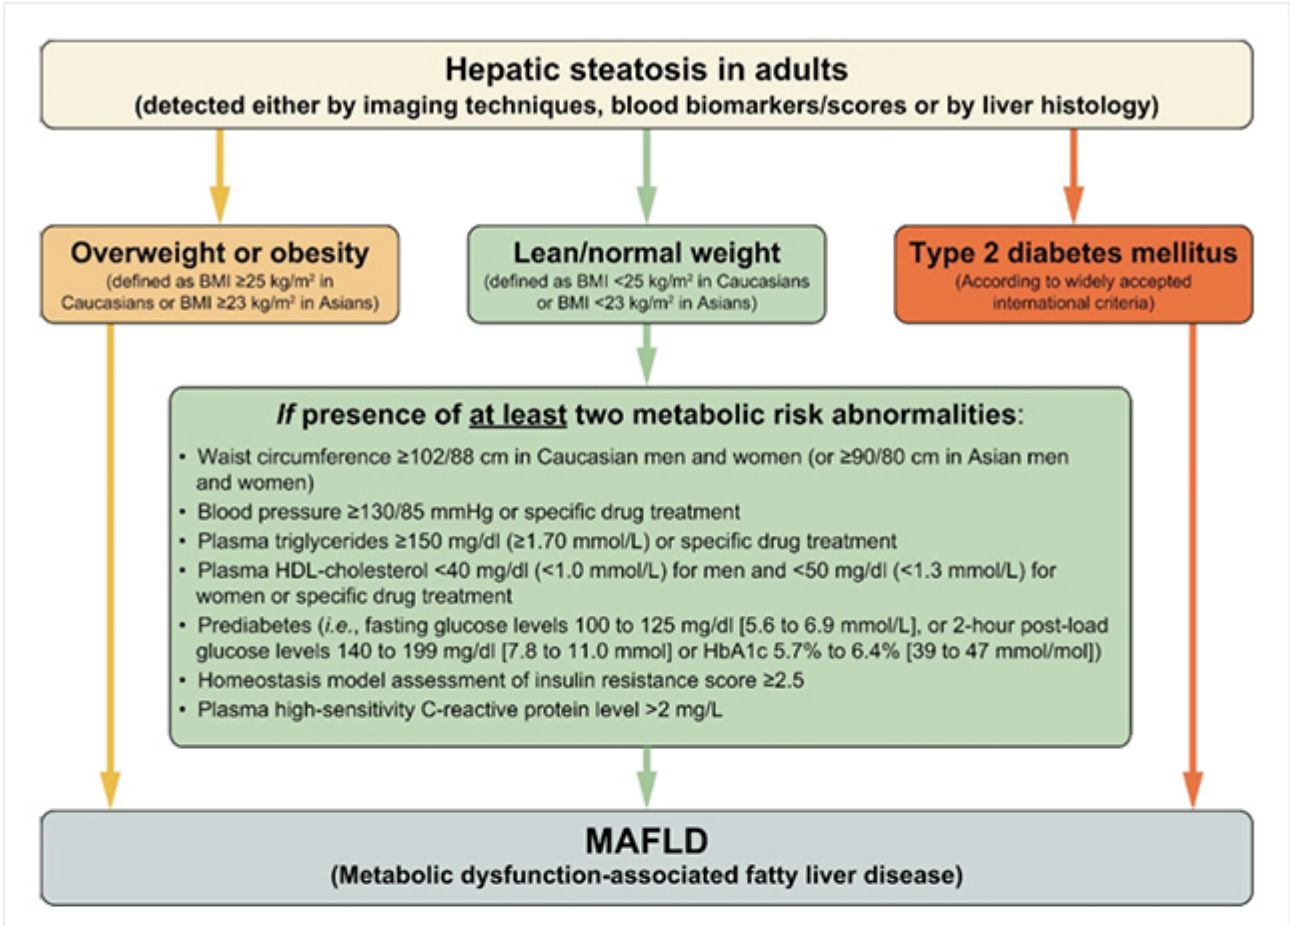 Hepatic steatosis in adults
(detected either by imaging techniques, blood biomarkers/scores or by liver histology)
Overweight or obesity
(defined as BMI ≥25 kg/m² in
Caucasians or BMI ≥23 kg/m² in Asians)
Lean/normal weight
(defined as BMI <25 kg/m² in Caucasians
or BMI <23 kg/m² in Asians)
Type 2 diabetes mellitus
(According to widely accepted
international criteria)
If presence of at least two metabolic risk abnormalities:
• Waist circumference ≥102/88 cm in Caucasian men and women (or ≥90/80 cm in Asian men
and women)
• Blood pressure ≥130/85 mmHg or specific drug treatment
• Plasma triglycerides ≥150 mg/dl (≥1.70 mmol/L) or specific drug treatment
• Plasma HDL-cholesterol <40 mg/dl (<1.0 mmol/L) for men and <50 mg/dl (<1.3 mmol/L) for
women or specific drug treatment
• Prediabetes (i.e., fasting glucose levels 100 to 125 mg/dl [5.6 to 6.9 mmol/L], or 2-hour post-load
glucose levels 140 to 199 mg/dl [7.8 to 11.0 mmol] or HbA1c 5.7% to 6.4% [39 to 47 mmol/mol])
• Homeostasis model assessment of insulin resistance score ≥2.5
• Plasma high-sensitivity C-reactive protein level >2 mg/L
MAFLD
(Metabolic dysfunction-associated fatty liver disease)